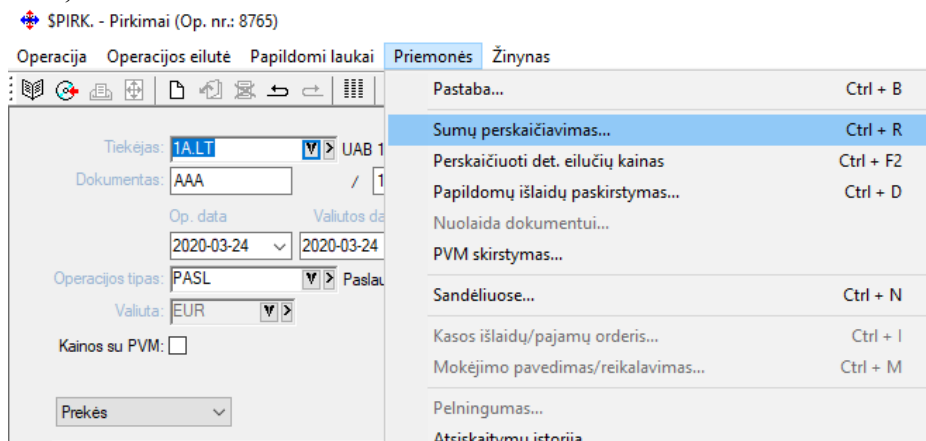 $PIRK. - Pirkimai (Op. nr.: 8765)
Operacija Operacijos eilutė Papildomi laukai Priemonės Žinynas
Pastaba... Ctrl + B
Sumų perskaičiavimas... Ctrl + R
Tiekėjas: 1A.LT UAB 1
Perskaičiuoti det. eilučių kainas Ctrl + F2
Dokumentas: AAA / 1
Papildomų išlaidų paskirstymas... Ctrl + D
Op. data Valiutos da
Nuolaida dokumentui...
2020-03-24 2020-03-24
PVM skirstymas...
Operacijos tipas: PASL Paslau
Sandėliuose... Ctrl + N
Valiuta: EUR
Kasos išlaidų/pajamų orderis... Ctrl + I
Kainos su PVM:
Mokėjimo pavedimas/reikalavimas... Ctrl + M
Prekės
Pelningumas...
Atsiskaitymų istorija